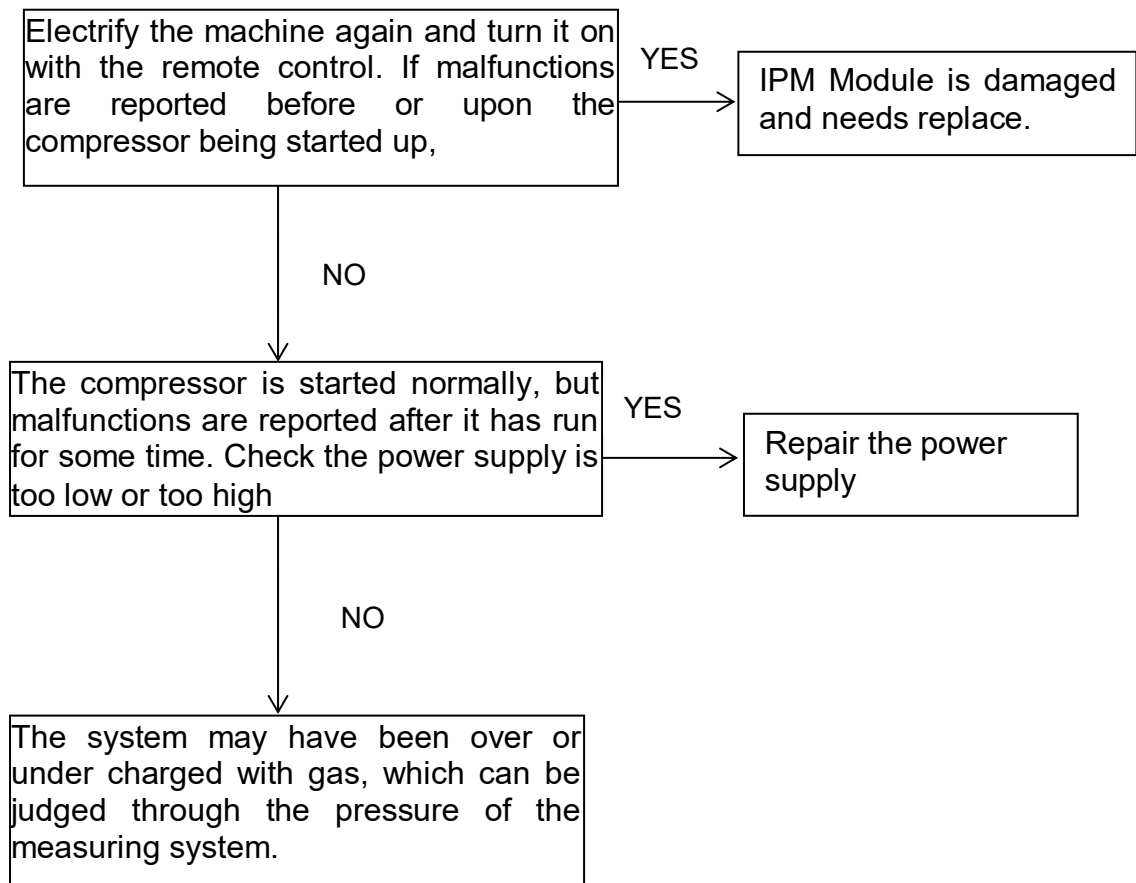 Electrify the machine again and turn it on
with the remote control. If malfunctions
are reported before or upon the
compressor being started up,
YES
IPM Module is damaged
and needs replace.
NO
The compressor is started normally, but
malfunctions are reported after it has run
for some time. Check the power supply is
too low or too high
YES
Repair the power
supply
NO
The system may have been over or
under charged with gas, which can be
judged through the pressure of the
measuring system.